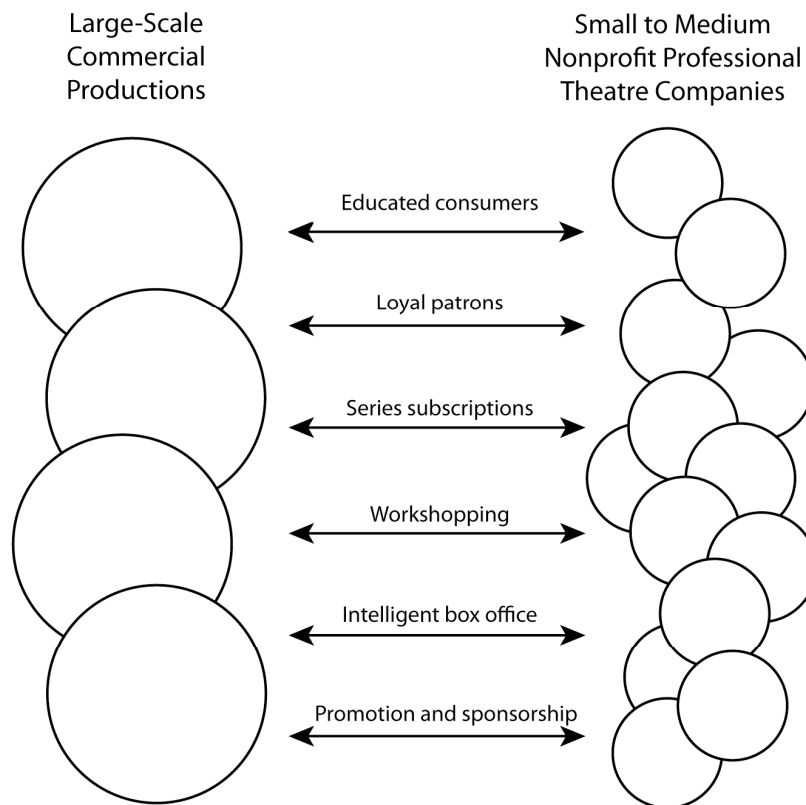 Large-Scale
Commercial
Productions
Small to Medium
Nonprofit Professional
Theatre Companies
Educated consumers
Loyal patrons
Series subscriptions
Workshopping
Intelligent box office
Promotion and sponsorship